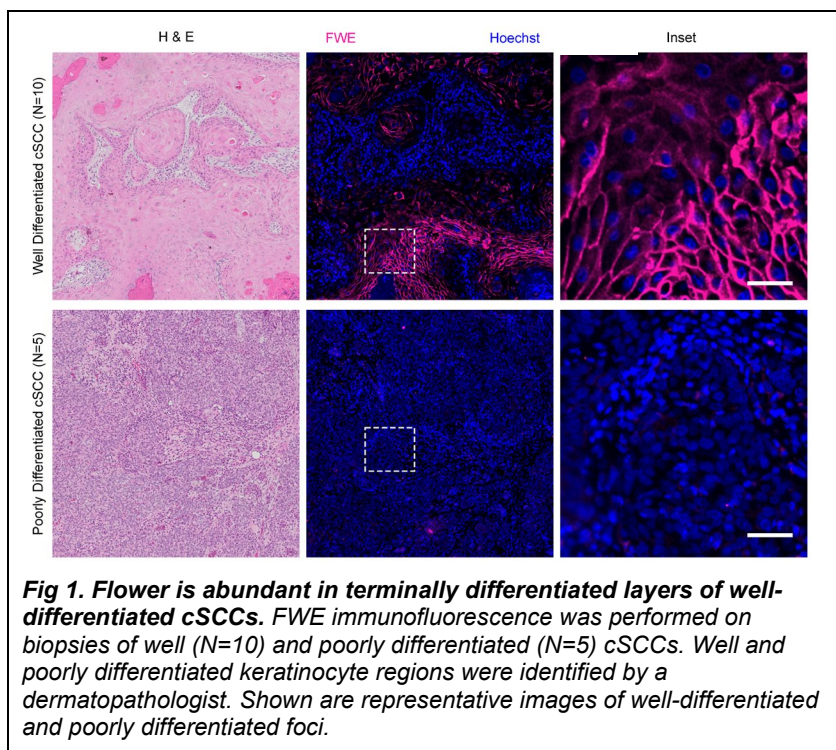 H & E
FWE
Hoechst
Inset
Well Differentiated cSCC (N=10)
Poorly Differentiated cSCC (N=5)
Fig 1. Flower is abundant in terminally differentiated layers of well-
differentiated cSCCs. FWE immunofluorescence was performed on
biopsies of well (N=10) and poorly differentiated (N=5) cSCCs. Well and
poorly differentiated keratinocyte regions were identified by a
dermatopathologist. Shown are representative images of well-differentiated
and poorly differentiated foci.